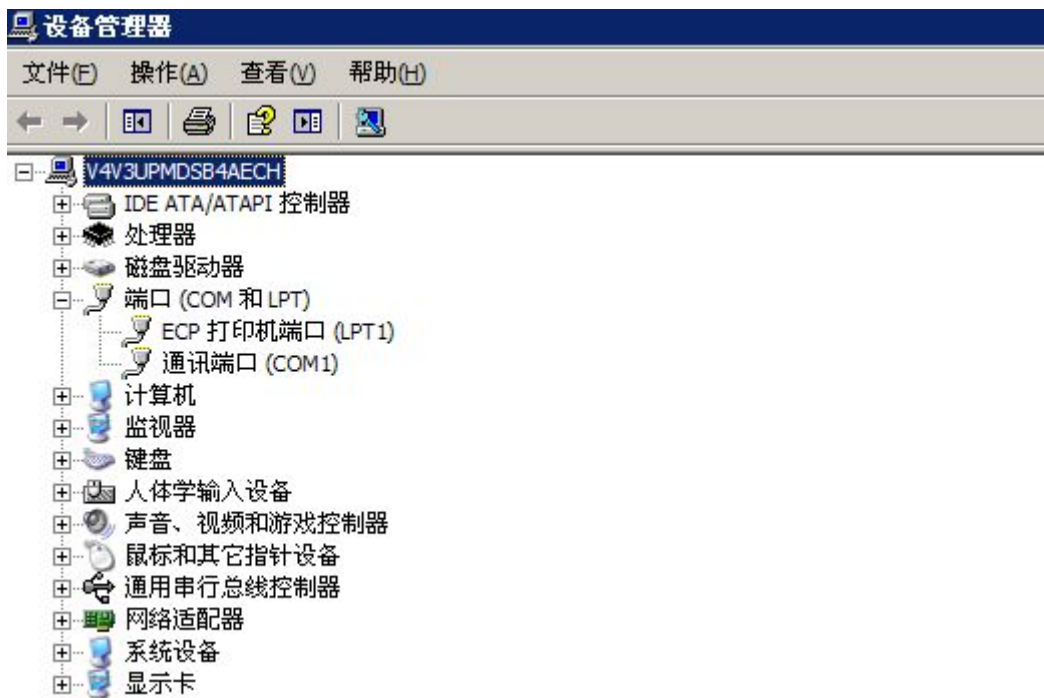 设备管理器
文件(F) 操作(A) 查看(V) 帮助(H)
V4V3UPMDSB4AECH
IDE ATA/ATAPI 控制器
处理器
磁盘驱动器
端口 (COM 和 LPT)
ECP 打印机端口 (LPT1)
通讯端口 (COM1)
计算机
监视器
键盘
人体学输入设备
声音、视频和游戏控制器
鼠标和其它指针设备
通用串行总线控制器
网络适配器
系统设备
显示卡